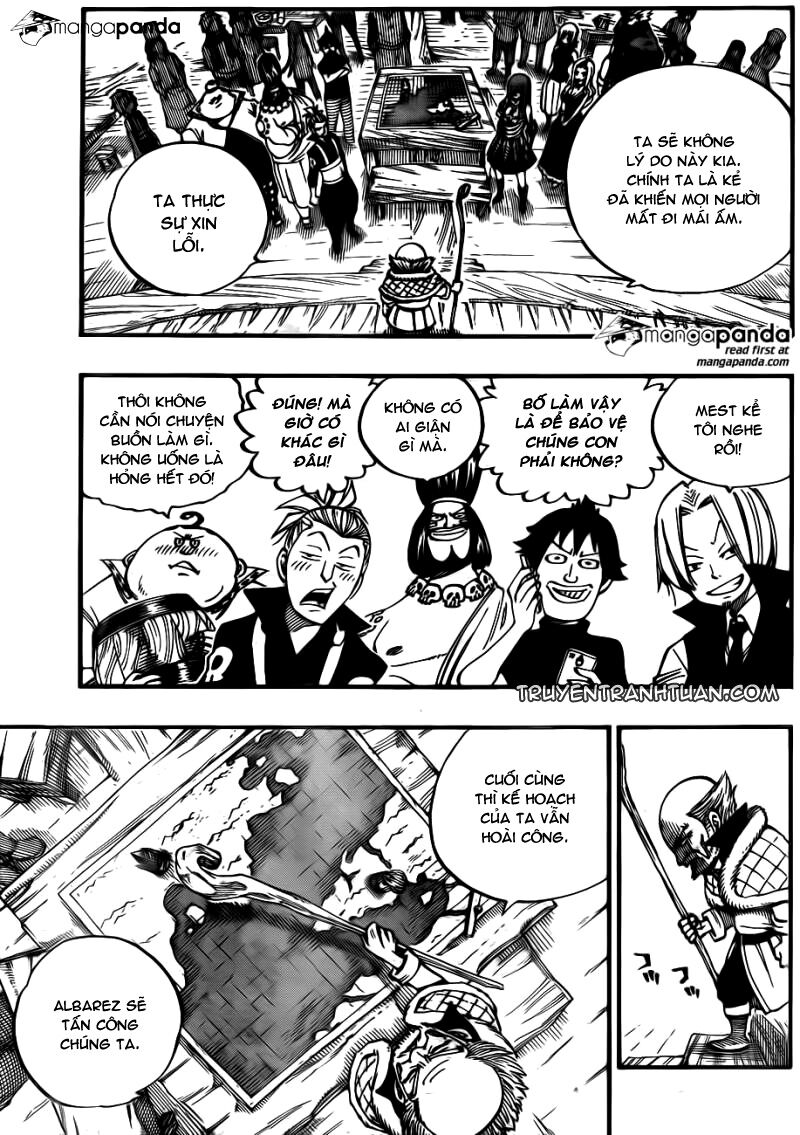 mangapanda
TA SẼ KHÔNG
LÝ DO NÀY KIA.
CHÍNH TA LÀ KẺ
ĐÃ KHIẾN MỌI NGƯỜI
MẤT ĐI MÁI ẤM.
TA THỰC
SỰ XIN
LỖI.
mangapanda
read first at
mangapanda.com
MEST KỂ
TÔI NGHE
RỒI!
BỐ LÀM VẬY
LÀ ĐỂ BẢO VỆ
CHÚNG CON
PHẢI KHÔNG?
KHÔNG CÓ
AI GIẬN
GÌ MÀ.
ĐÚNG! MÀ
GIỜ CÓ
KHÁC GÌ
ĐÂU!
THÔI KHÔNG
CẦN NÓI CHUYỆN
BUỒN LÀM GÌ.
KHÔNG UỐNG LÀ
HỎNG HẾT ĐÓ!
R
TRUYENTRANHTUAN.COM
CUỐI CÙNG
THÌ KẾ HOẠCH
CỦA TA VẪN
HOÀI CÔNG.
ALBAREZ SẼ
TẤN CÔNG
CHÚNG TA.